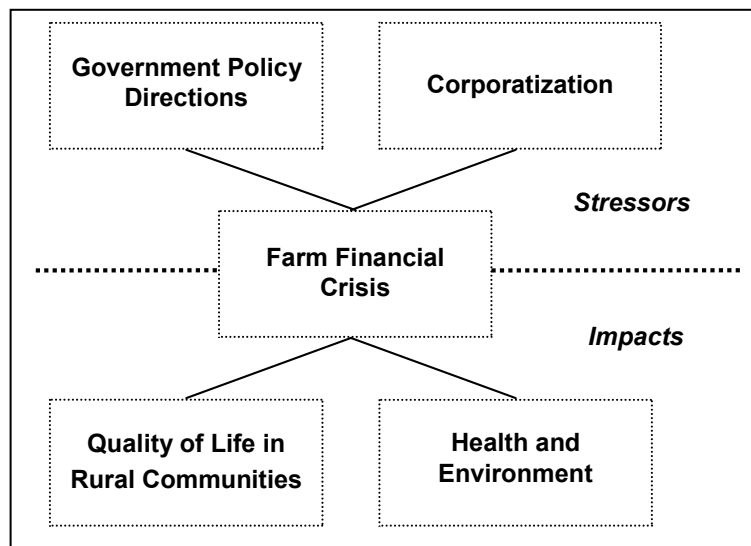 Government Policy
Directions
Corporatization
Stressors
Farm Financial
Crisis
Impacts
Quality of Life in
Rural Communities
Health and
Environment